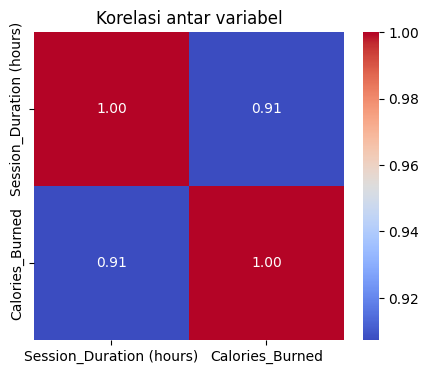 Korelasi antar variabel
Session_Duration (hours)
1.00
0.91
Calories_Burned
0.91
1.00
Session_Duration (hours)
Calories_Burned
1.00
0.98
0.96
0.94
0.92